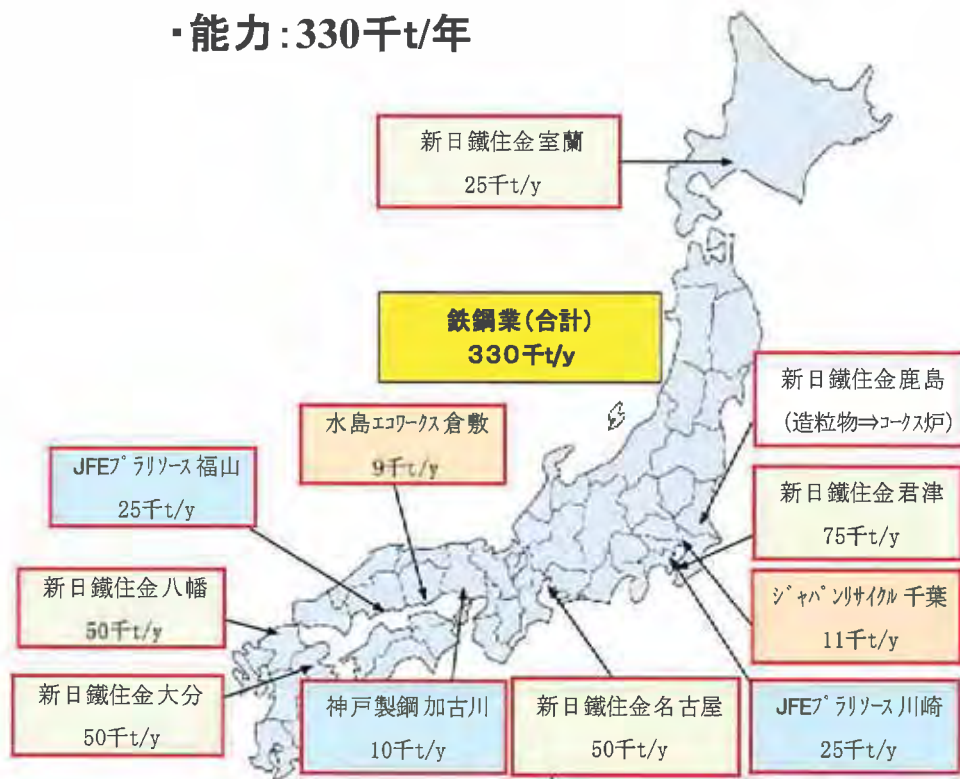 ・能力：330千t/年
新日鐵住金室蘭
25千t/y
鉄鋼業（合計）
330千t/y
新日鐵住金鹿島
（造粒物⇒コークス炉）
水島エコワークス倉敷
9千t/y
JFEプラリソース福山
25千t/y
新日鐵住金君津
75千t/y
新日鐵住金八幡
50千t/y
ジャパンリサイクル千葉
11千t/y
新日鐵住金大分
50千t/y
神戸製鋼加古川
10千t/y
新日鐵住金名古屋
50千t/y
JFEプラリソース川崎
25千t/y